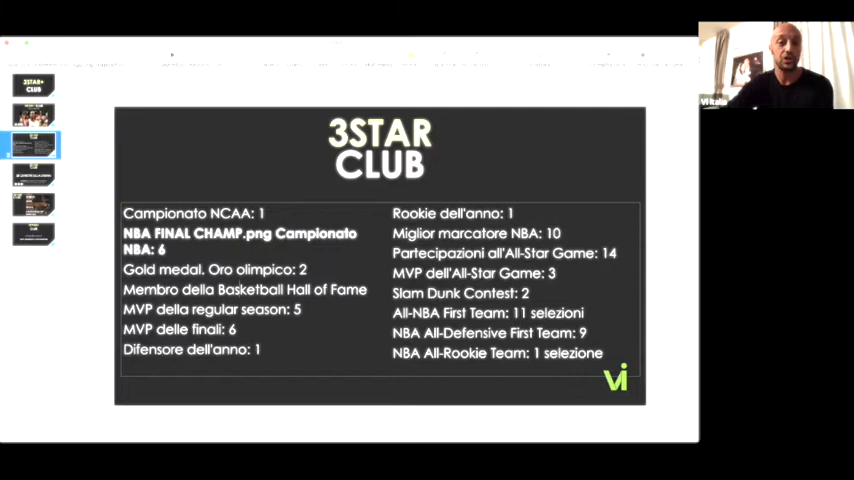 3STAR
CLUB
Campionato NCAA: 1
NBA FINAL CHAMP.png Campionato
NBA: 6
Gold medal. Oro olimpico: 2
Membro della Basketball Hall of Fame
MVP della regular season: 5
MVP delle finali: 6
Difensore dell'anno: 1
Rookie dell'anno: 1
Miglior marcatore NBA: 10
Partecipazioni all'All-Star Game: 14
MVP dell'All-Star Game: 3
Slam Dunk Contest: 2
All-NBA First Team: 11 selezioni
NBA All-Defensive First Team: 9
NBA All-Rookie Team: 1 selezione
vi
3STAR+
CLUB
VI Italia